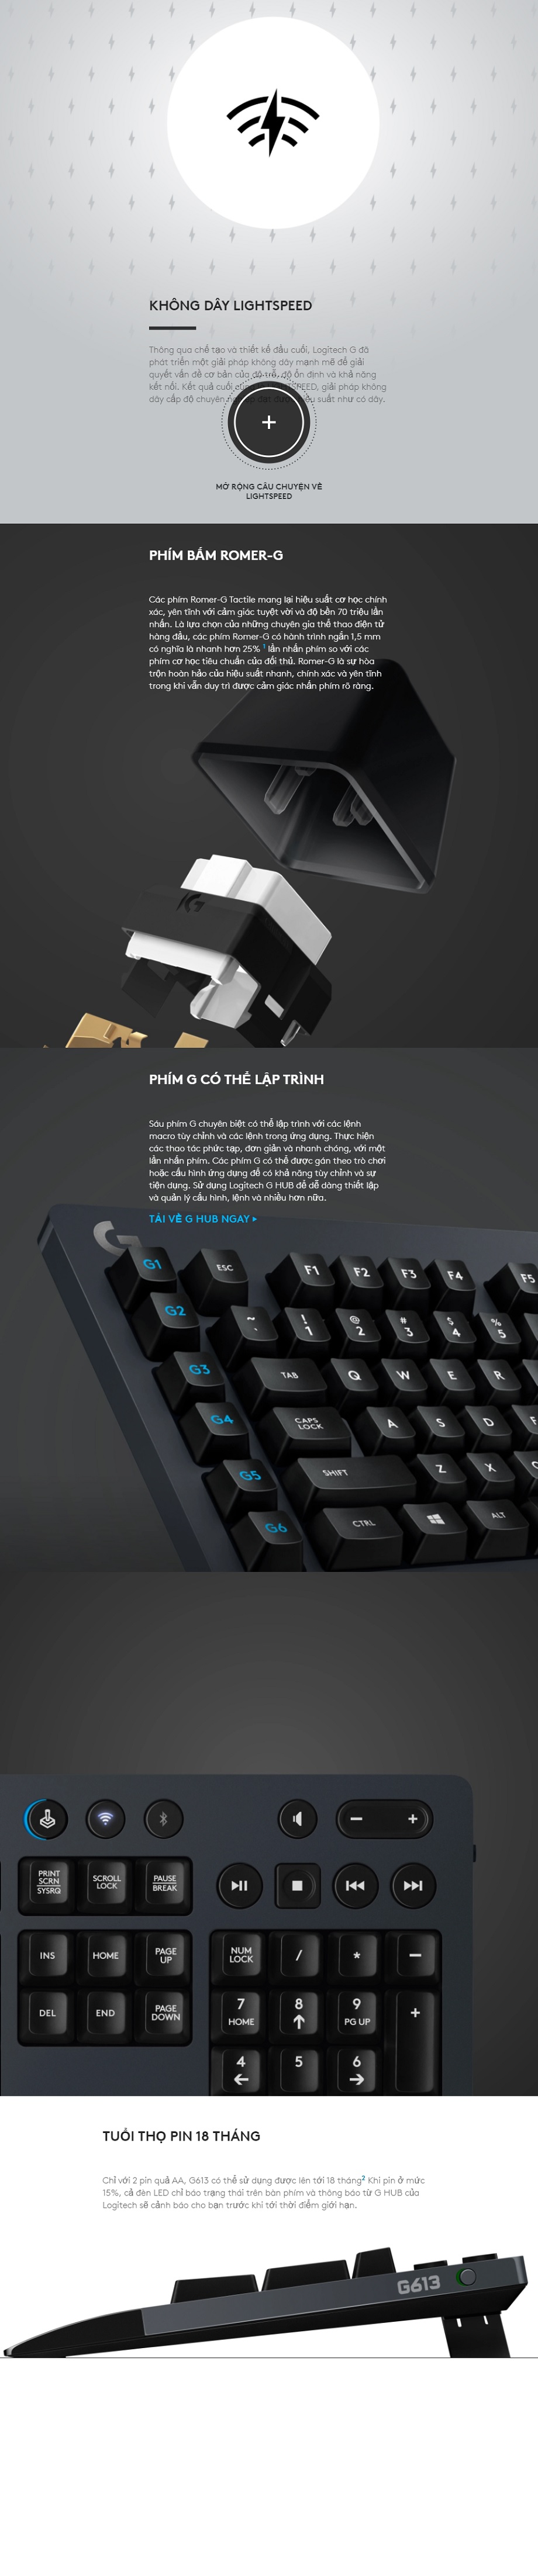 KHÔNG DÂY LIGHTSPEED
Thông qua chế tạo và thiết kế đầu cuối, Logitech G đã
phát triển một giải pháp không dây mạnh mẽ để giải
quyết vấn đề cơ bản của độ trễ, độ ổn định và khả năng
kết nối. Kết quả cuối SPEED, giải pháp không
dây cấp độ chuyên đạt được suất như có dây.
+
MỞ RỘNG CÂU CHUYỆN VỀ
LIGHTSPEED
PHÍM BẤM ROMER-G
Các phím Romer-G Tactile mang lại hiệu suất cơ học chính
xác, yên tĩnh với cảm giác tuyệt vời và độ bền 70 triệu lần
nhấn. Là lựa chọn của những chuyên gia thể thao điện tử
hàng đầu, các phím Romer-G có hành trình ngắn 1,5 mm
có nghĩa là nhanh hơn 25% 1 lần nhấn phím so với các
phím cơ học tiêu chuẩn của đối thủ. Romer-G là sự hòa
trộn hoàn hảo của hiệu suất nhanh, chính xác và yên tĩnh
trong khi vẫn duy trì được cảm giác nhấn phím rõ ràng.
G
PHÍM G CÓ THỂ LẬP TRÌNH
Sáu phím G chuyên biệt có thể lập trình với các lệnh
macro tùy chỉnh và các lệnh trong ứng dụng. Thực hiện
các thao tác phức tạp, đơn giản và nhanh chóng, với một
lần nhấn phím. Các phím G có thể được gán theo trò chơi
hoặc cấu hình ứng dụng để có khả năng tùy chỉnh và sự
tiện dụng. Sử dụng Logitech G HUB để dễ dàng thiết lập
và quản lý cấu hình, lệnh và nhiều hơn nữa.
TẢI VỀ G HUB NGAY ▸
G1 ESC F1 F2 F3 F4 F5
G2 ~ ` ! 1 @ 2 # 3 $ 4 % 5
G3 TAB Q W E R
G4 CAPS LOCK A S D F
G5 SHIFT Z X C
G6 CTRL ALT
− +
PRINT SCRN SYSRQ SCROLL LOCK PAUSE BREAK
INS HOME PAGE UP NUM LOCK / * −
DEL END PAGE DOWN 7 HOME 8 ↑ 9 PG UP +
4 ← 5 6 →
TUỔI THỌ PIN 18 THÁNG
Chỉ với 2 pin quả AA, G613 có thể sử dụng được lên tới 18 tháng2 Khi pin ở mức
15%, cả đèn LED chỉ báo trạng thái trên bàn phím và thông báo từ G HUB của
Logitech sẽ cảnh báo cho bạn trước khi tới thời điểm giới hạn.
G613